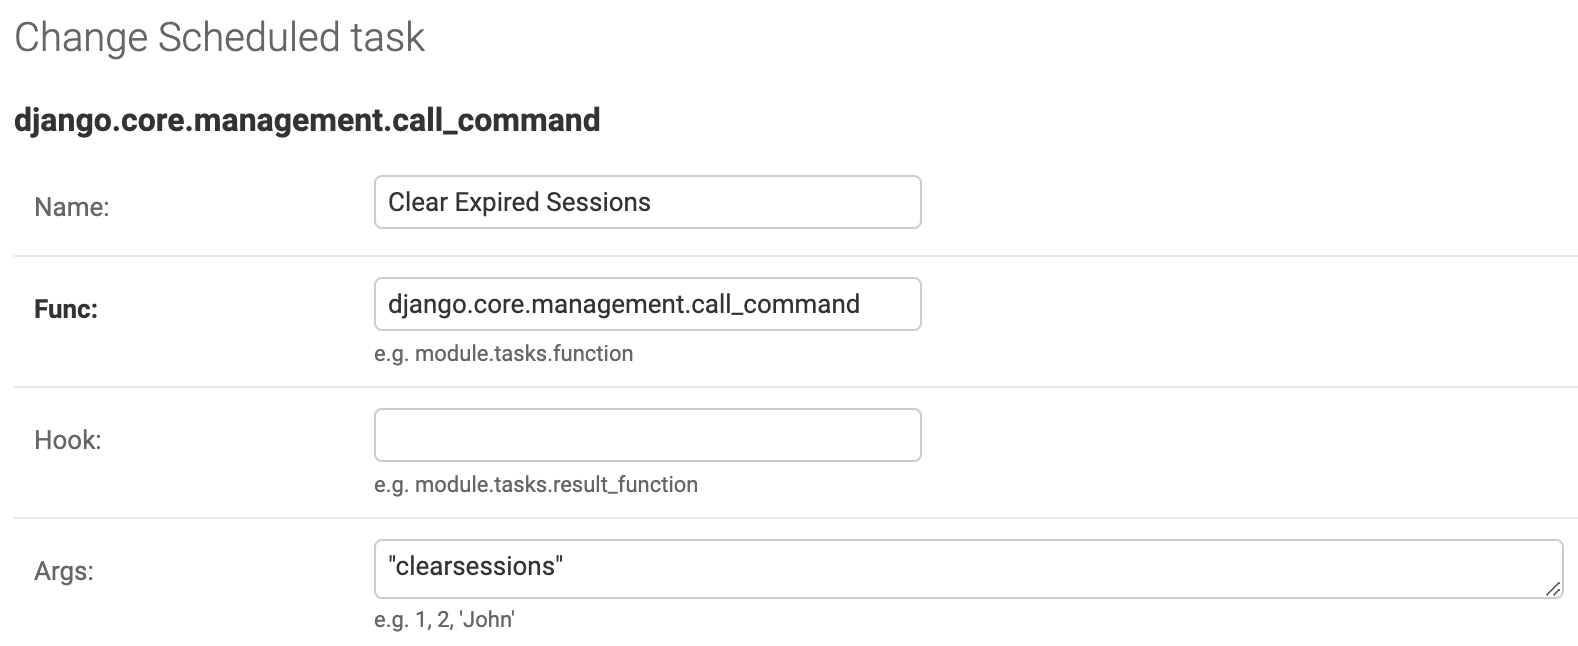 Change Scheduled task
django.core.management.call_command
Name: Clear Expired Sessions
Func: django.core.management.call_command
e.g. module.tasks.function
Hook:
e.g. module.tasks.result_function
Args: "clearsessions"
e.g. 1, 2, 'John'